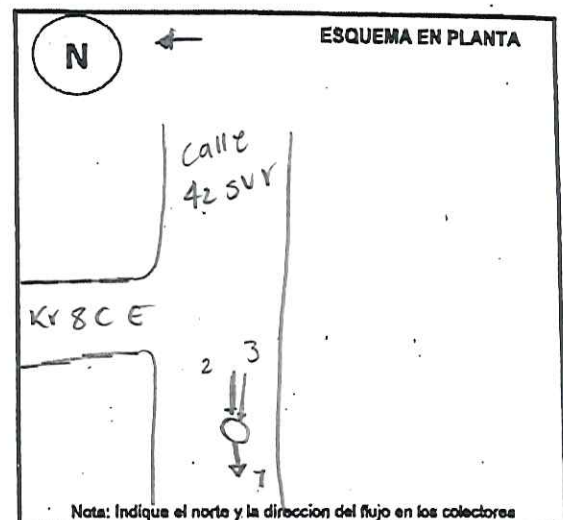 N
ESQUEMA EN PLANTA
Calle
42 sur
Kr 8 C E
2 3
1
Nota: Indique el norte y la direccion del flujo en los colectores